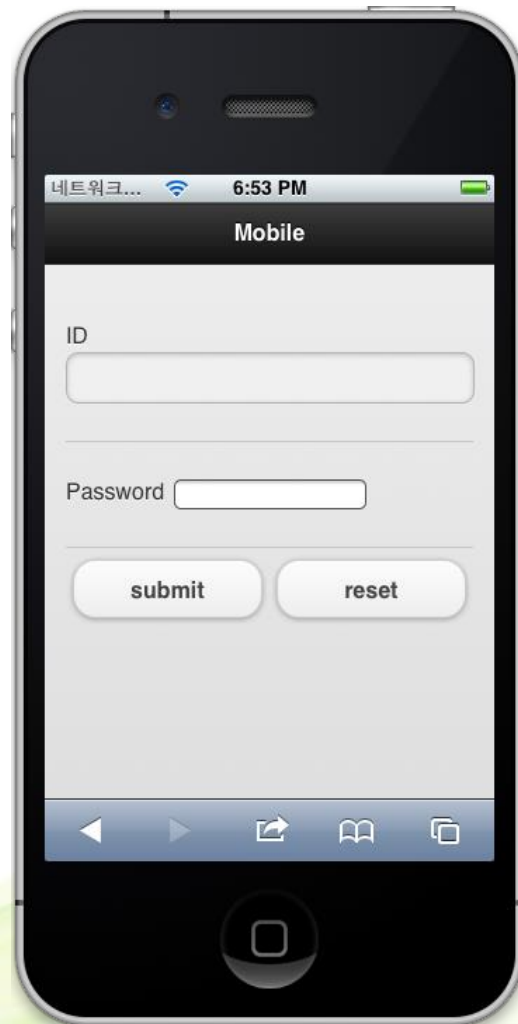 네트워크... 6:53 PM
Mobile
ID
Password
submit reset